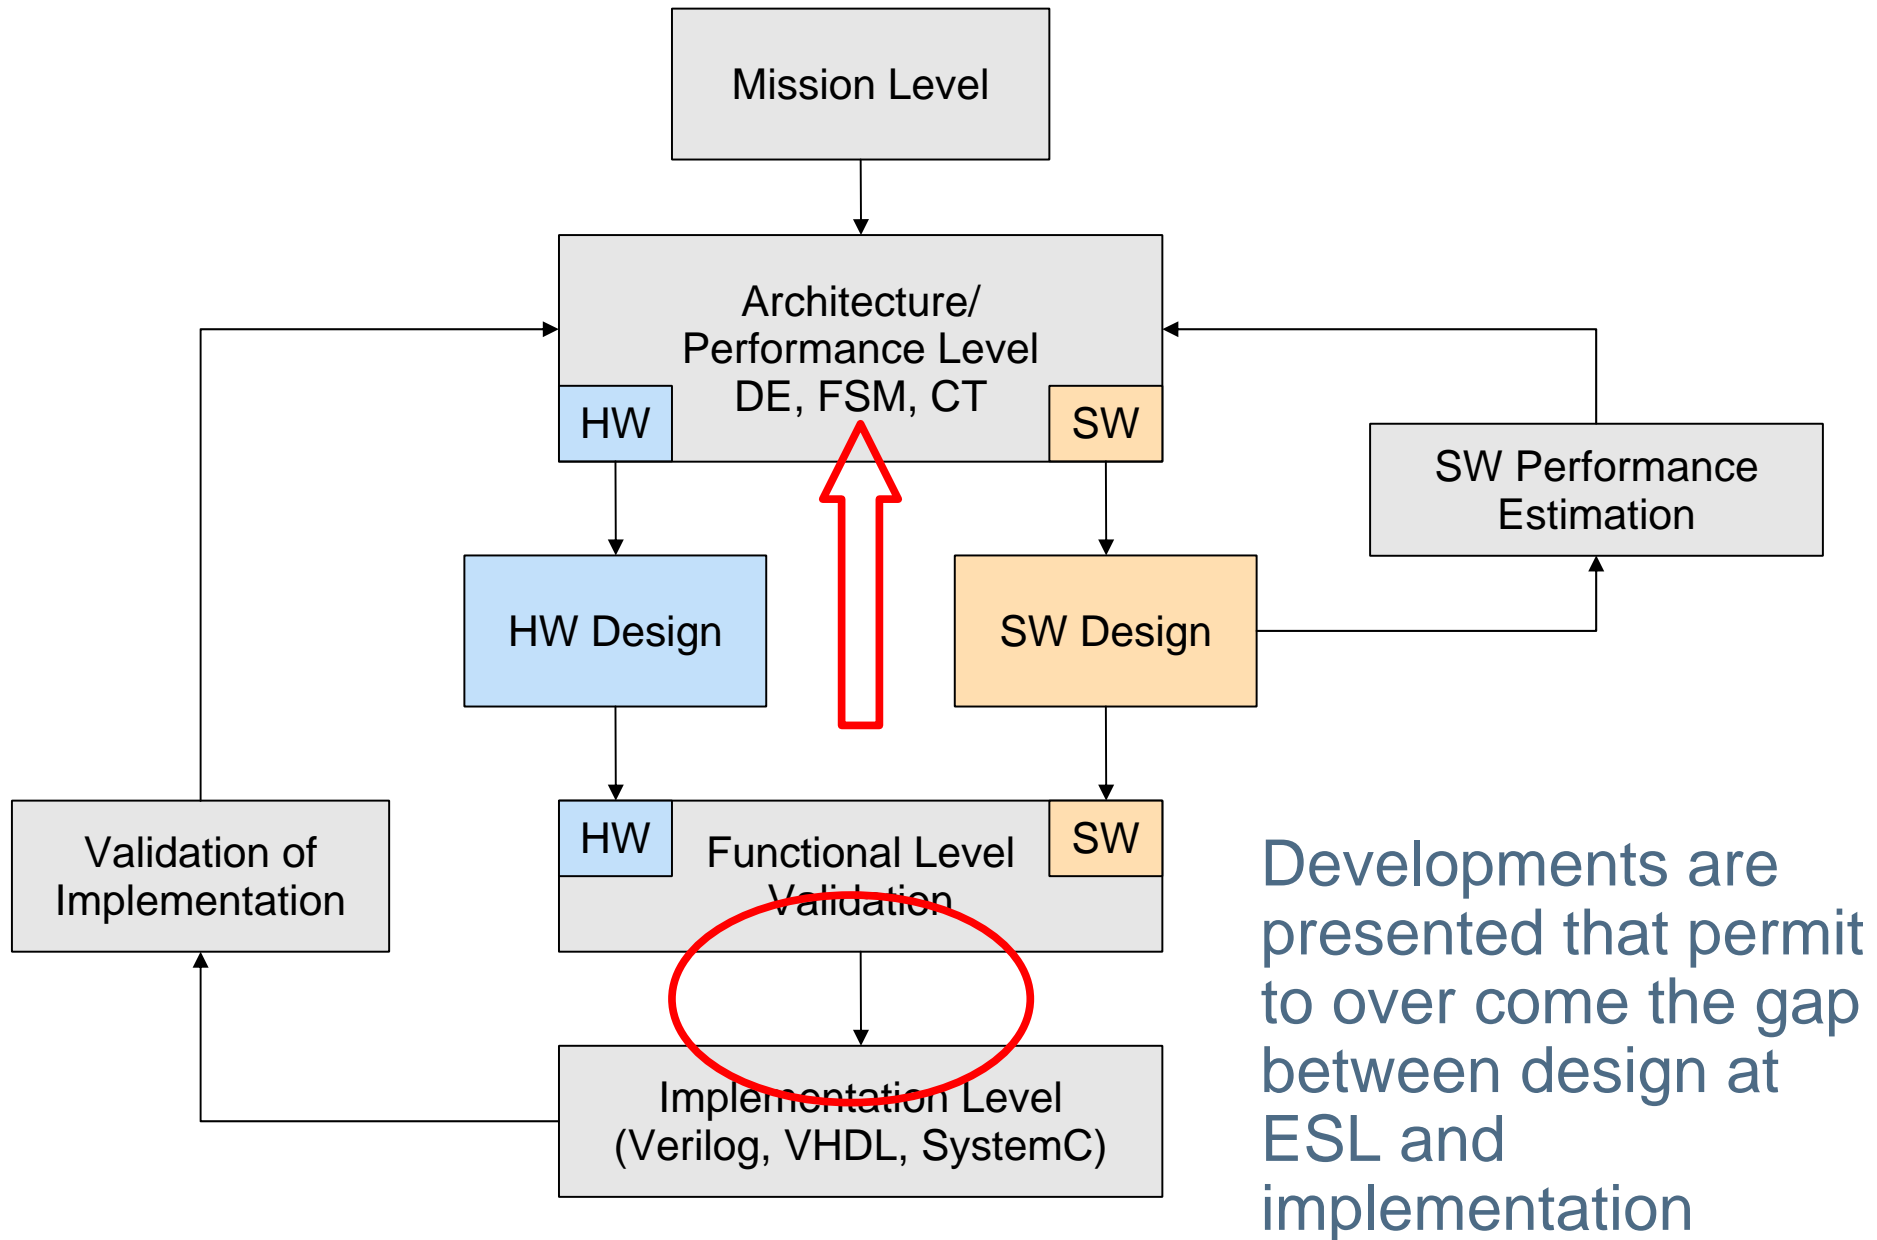 Mission Level
Architecture/
Performance Level
DE, FSM, CT
HW
SW
SW Performance
Estimation
HW Design
SW Design
Validation of
Implementation
HW
Functional Level
Validation
SW
Implementation Level
(Verilog, VHDL, SystemC)
Developments are
presented that permit
to over come the gap
between design at
ESL and
implementation